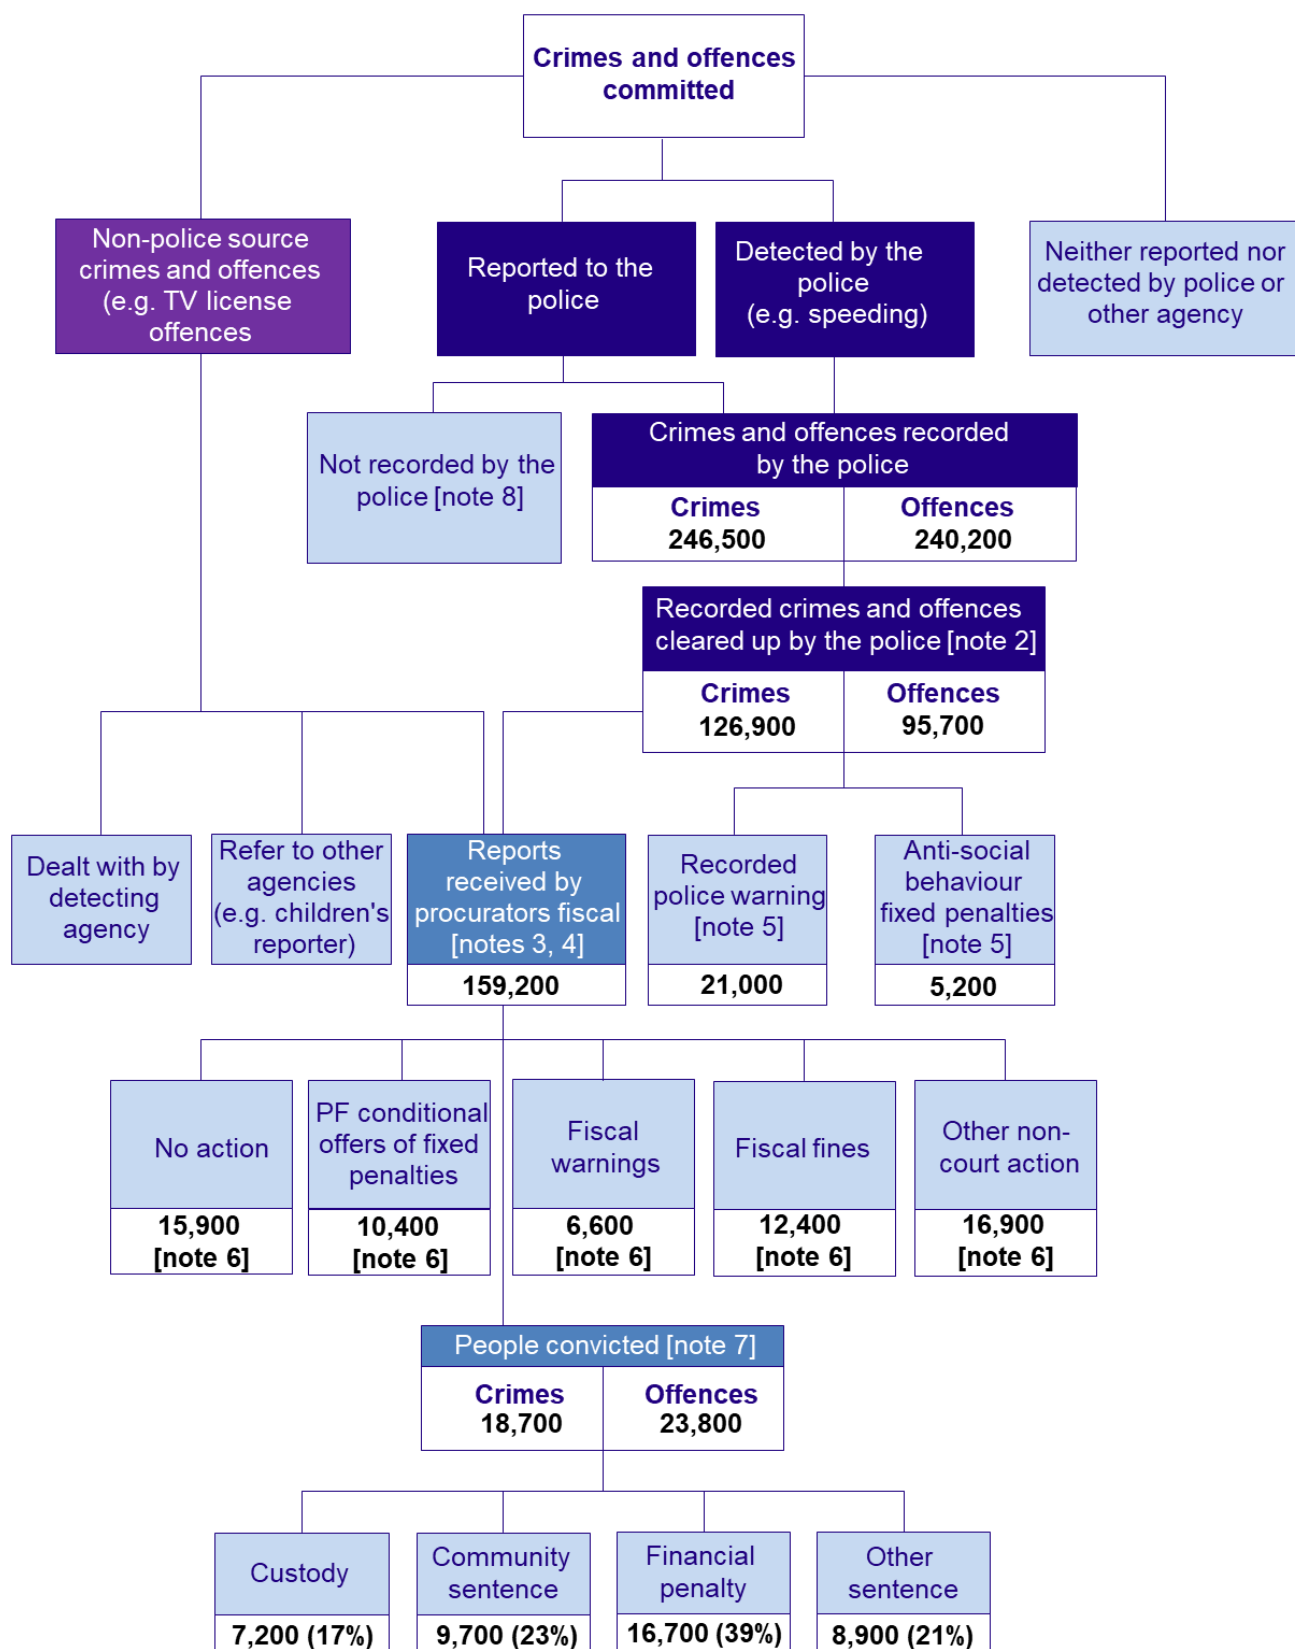 Crimes and offences
committed
Non-police source
crimes and offences
(e.g. TV license
offences
Reported to the
police
Detected by the
police
(e.g. speeding)
Neither reported nor
detected by police or
other agency
Not recorded by the
police [note 8]
Crimes and offences recorded
by the police
Crimes
246,500
Offences
240,200
Recorded crimes and offences
cleared up by the police [note 2]
Crimes
126,900
Offences
95,700
Dealt with by
detecting
agency
Refer to other
agencies
(e.g. children's
reporter)
Reports
received by
procurators fiscal
[notes 3, 4]
159,200
Recorded
police warning
[note 5]
21,000
Anti-social
behaviour
fixed penalties
[note 5]
5,200
No action
15,900
[note 6]
PF conditional
offers of fixed
penalties
10,400
[note 6]
Fiscal
warnings
6,600
[note 6]
Fiscal fines
12,400
[note 6]
Other non-
court action
16,900
[note 6]
People convicted [note 7]
Crimes
18,700
Offences
23,800
Custody
7,200 (17%)
Community
sentence
9,700 (23%)
Financial
penalty
16,700 (39%)
Other
sentence
8,900 (21%)